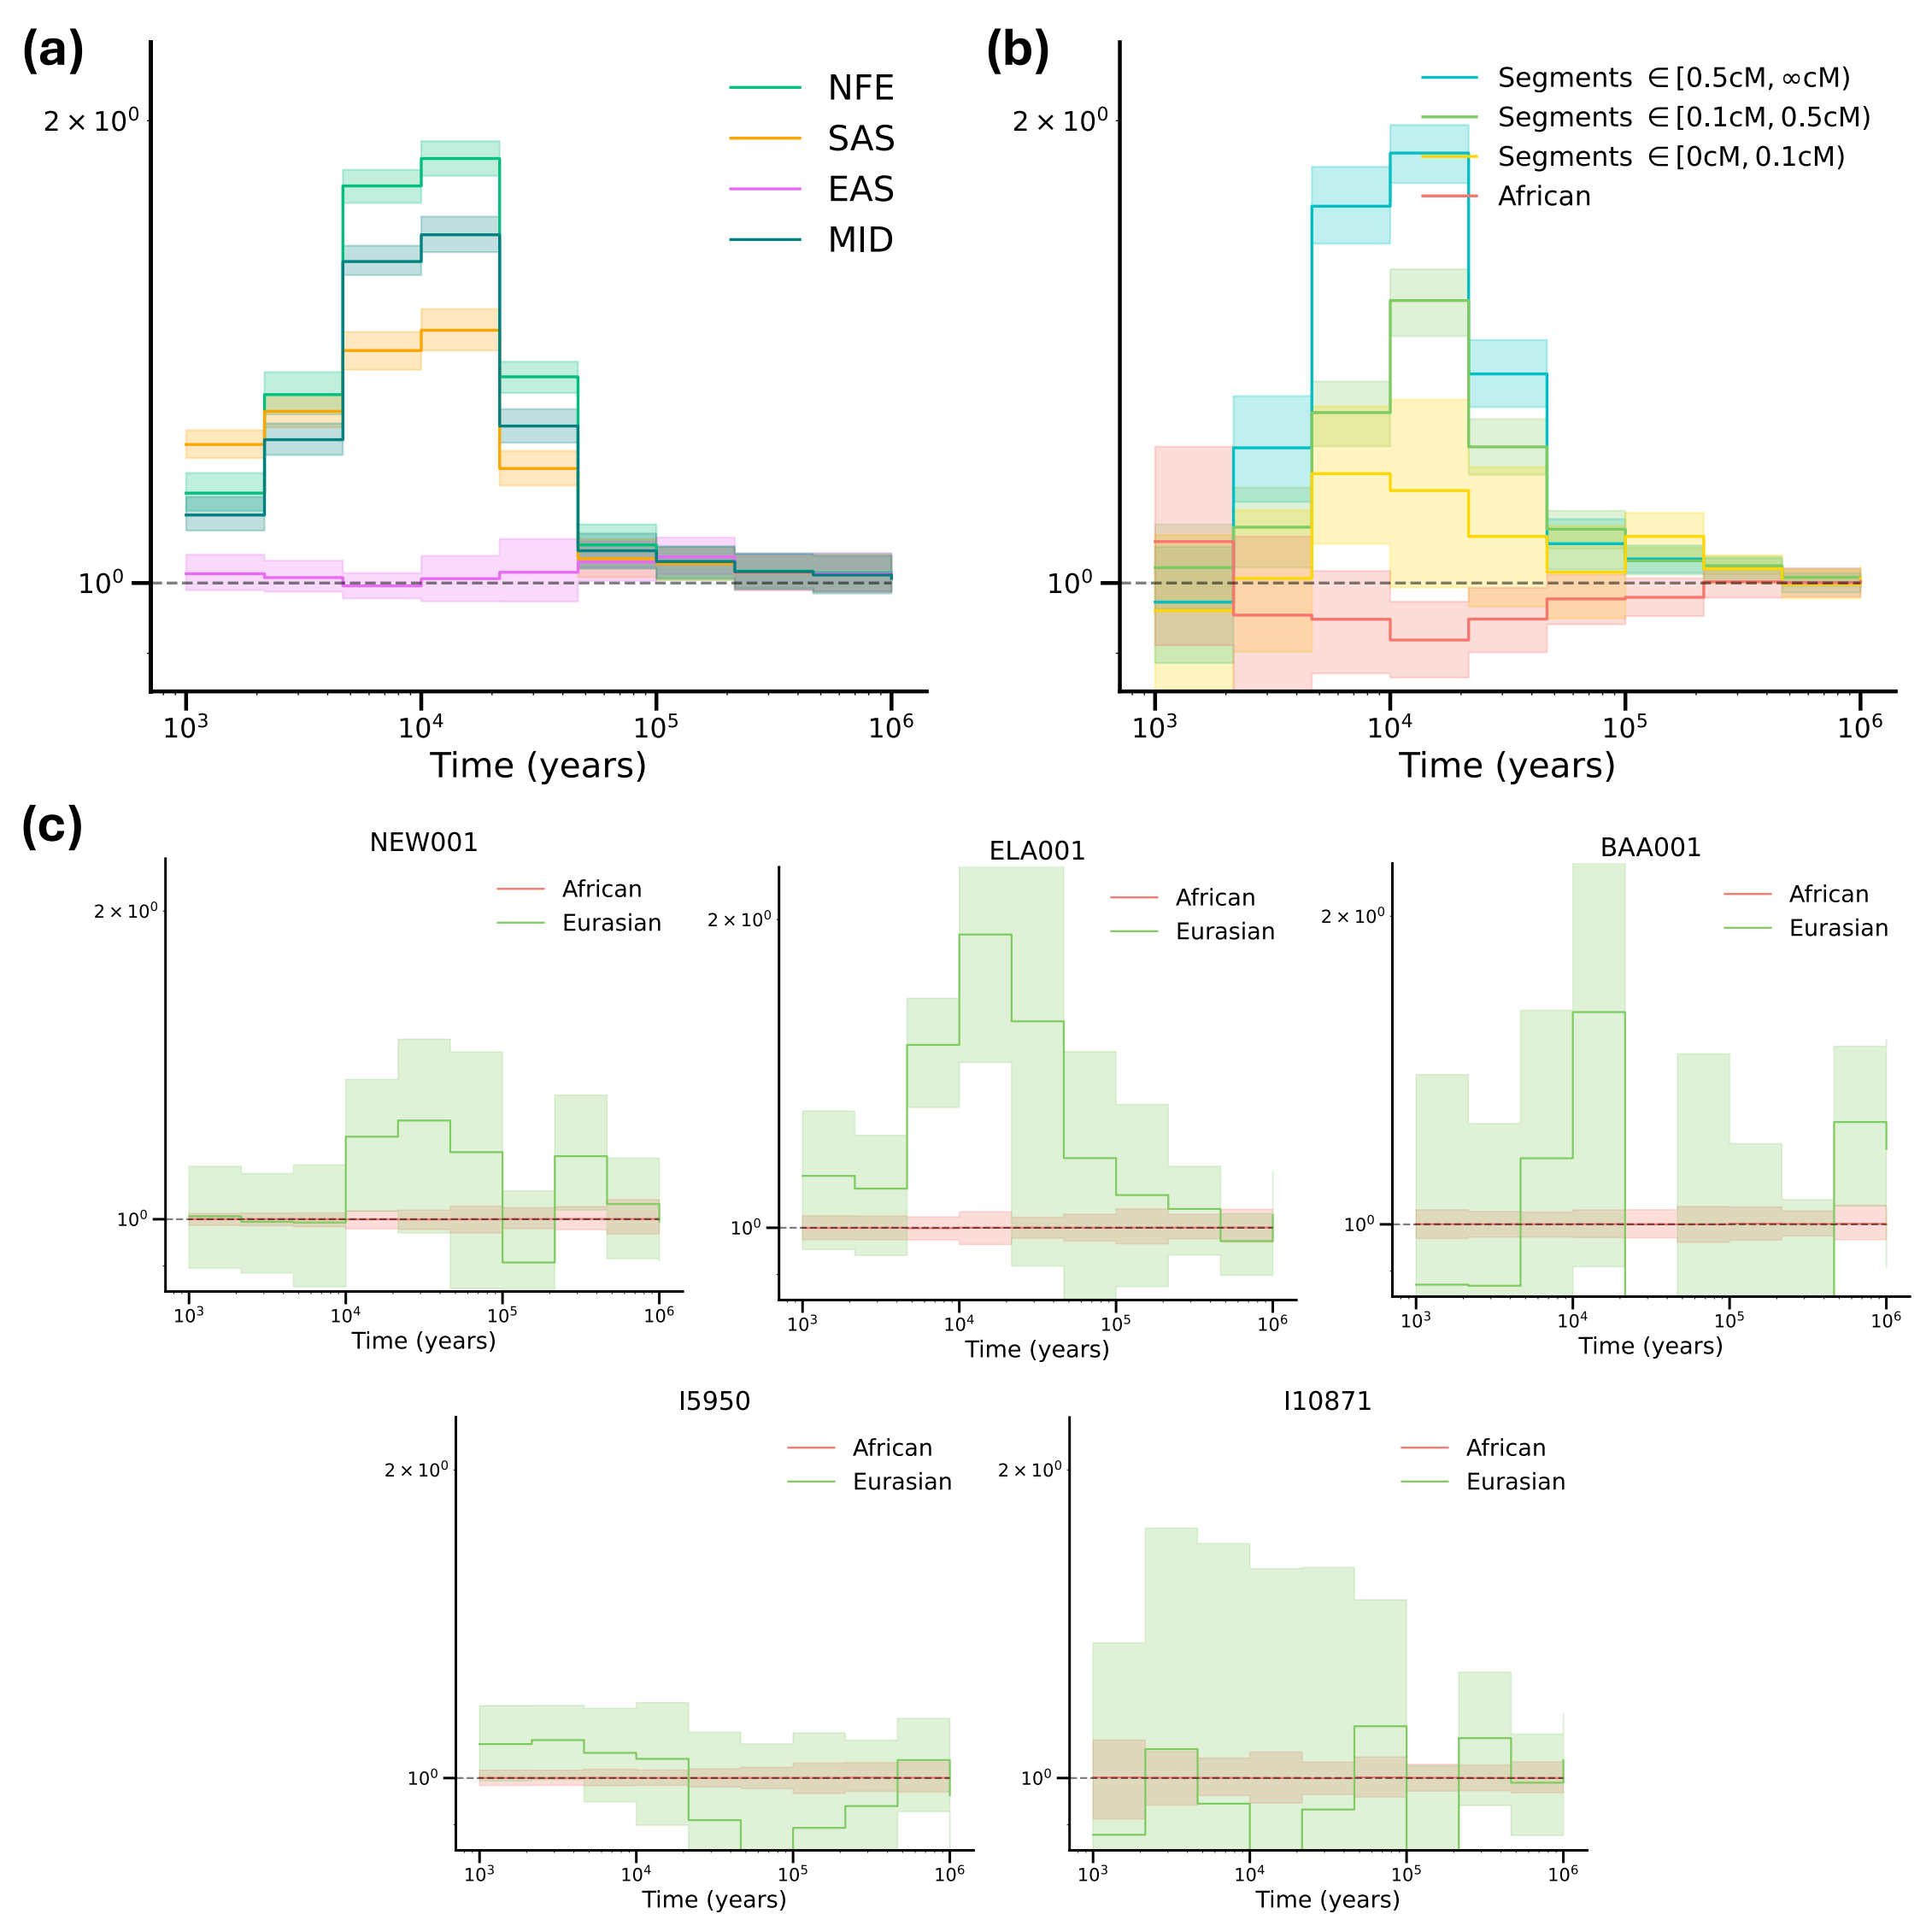 (a)
2 × 10⁰
10⁰
NFE
SAS
EAS
MID
10³ 10⁴ 10⁵ 10⁶
Time (years)
(b)
2 × 10⁰
10⁰
Segments ∈ [0.5cM, ∞cM)
Segments ∈ [0.1cM, 0.5cM)
Segments ∈ [0cM, 0.1cM)
African
10³ 10⁴ 10⁵ 10⁶
Time (years)
(c)
NEW001
2 × 10⁰
10⁰
African
Eurasian
10³ 10⁴ 10⁵ 10⁶
Time (years)
ELA001
2 × 10⁰
10⁰
African
Eurasian
10³ 10⁴ 10⁵ 10⁶
Time (years)
BAA001
2 × 10⁰
10⁰
African
Eurasian
10³ 10⁴ 10⁵ 10⁶
Time (years)
I5950
2 × 10⁰
10⁰
African
Eurasian
10³ 10⁴ 10⁵ 10⁶
Time (years)
I10871
2 × 10⁰
10⁰
African
Eurasian
10³ 10⁴ 10⁵ 10⁶
Time (years)